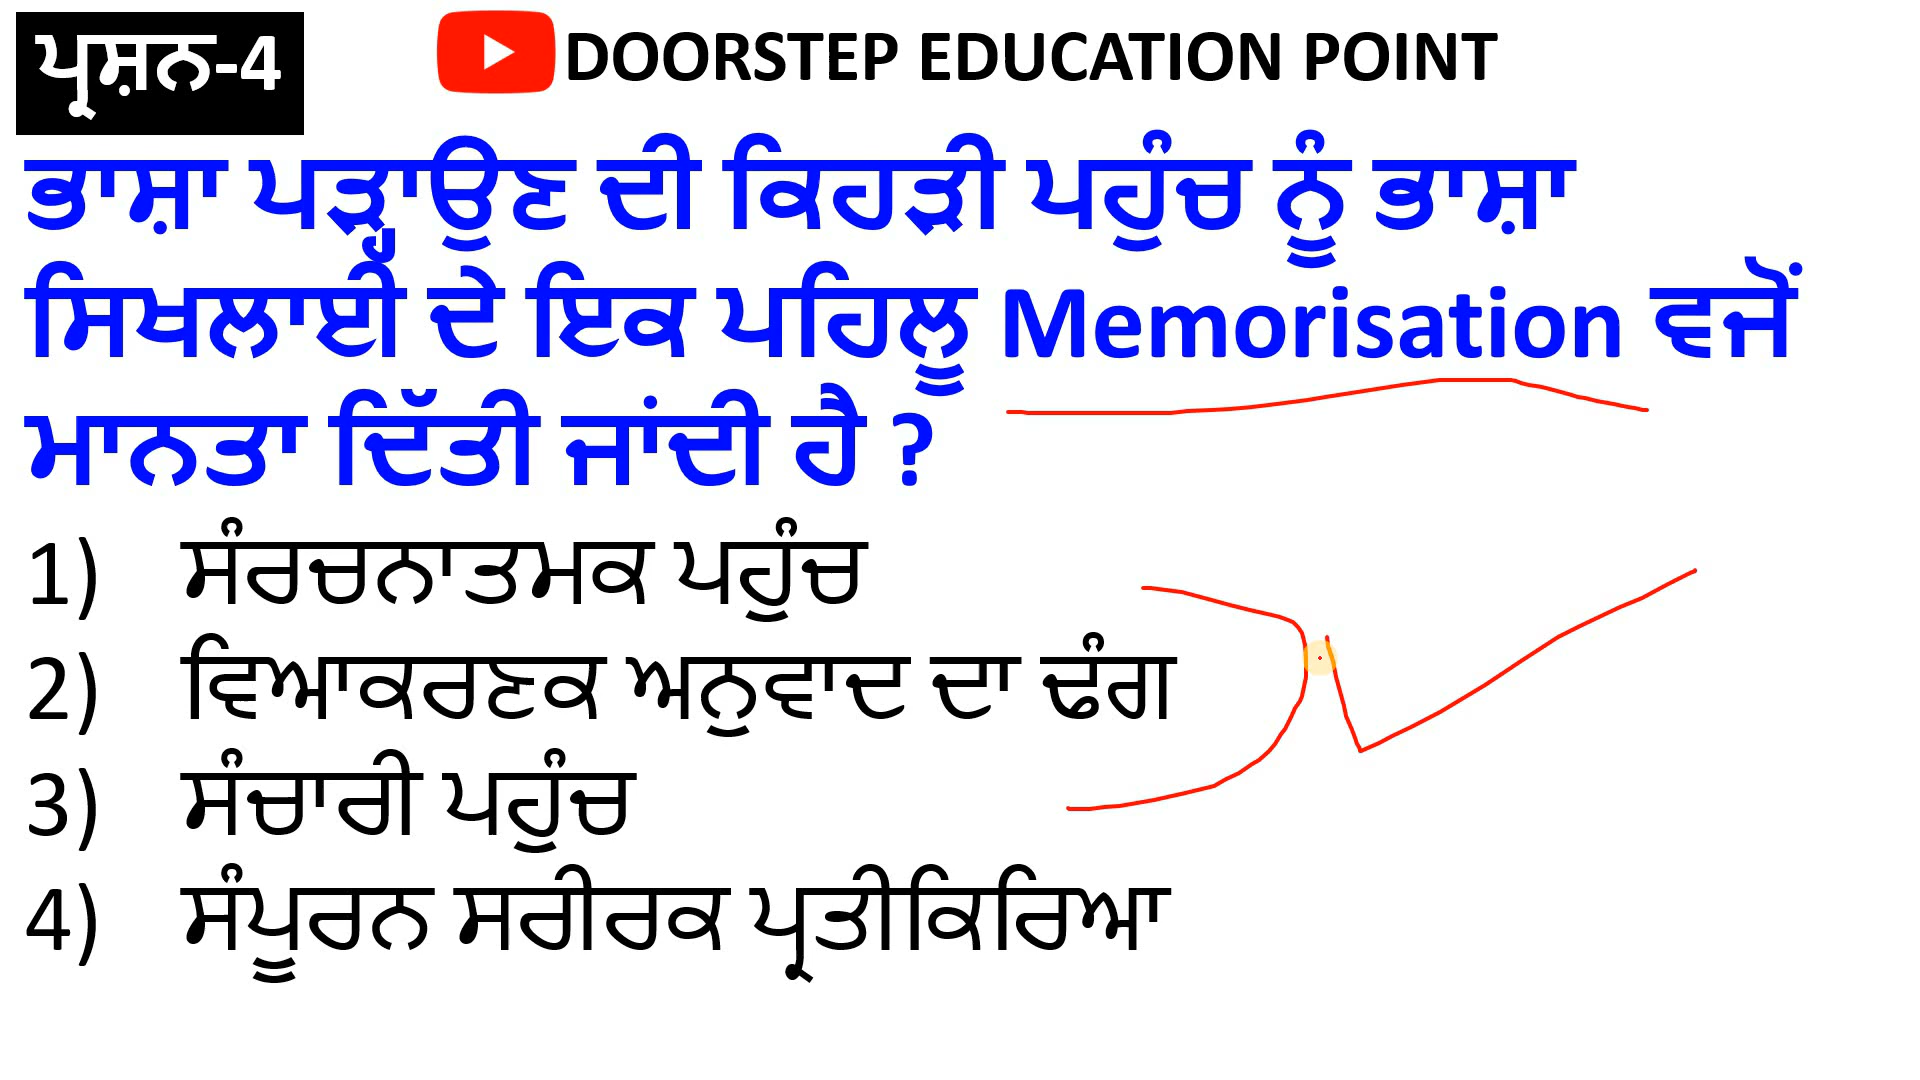 ਪ੍ਰਸ਼ਨ-4
DOORSTEP EDUCATION POINT
ਭਾਸ਼ਾ ਪੜ੍ਹਾਉਣ ਦੀ ਕਿਹੜੀ ਪਹੁੰਚ ਨੂੰ ਭਾਸ਼ਾ
ਸਿਖਲਾਈ ਦੇ ਇਕ ਪਹਿਲੂ Memorisation ਵਜੋਂ
ਮਾਨਤਾ ਦਿੱਤੀ ਜਾਂਦੀ ਹੈ ?
1) ਸੰਰਚਨਾਤਮਕ ਪਹੁੰਚ
2) ਵਿਆਕਰਣਕ ਅਨੁਵਾਦ ਦਾ ਢੰਗ
3) ਸੰਚਾਰੀ ਪਹੁੰਚ
4) ਸੰਪੂਰਨ ਸਰੀਰਕ ਪ੍ਰਤੀਕਿਰਿਆ